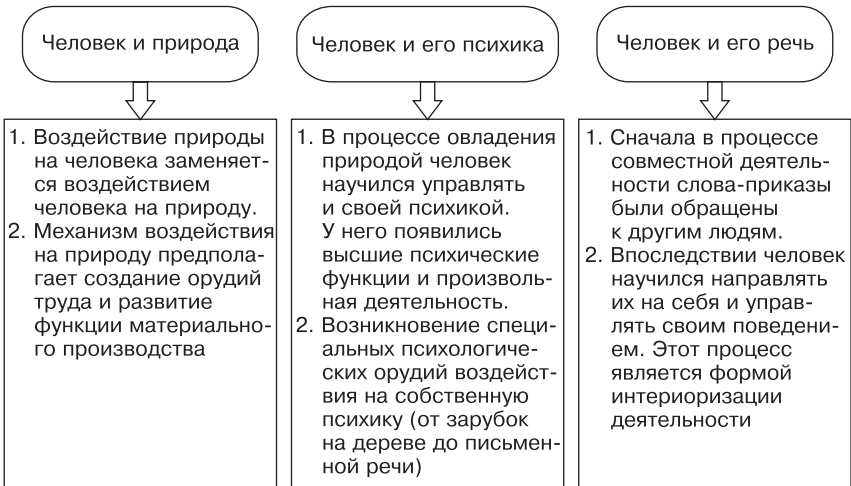 Человек и природа
Человек и его психика
Человек и его речь
1. Воздействие природы
на человека заменяет-
ся воздействием
человека на природу.
2. Механизм воздействия
на природу предпола-
гает создание орудий
труда и развитие
функции материально-
го производства
1. В процессе овладения
природой человек
научился управлять
и своей психикой.
У него появились
высшие психические
функции и произволь-
ная деятельность.
2. Возникновение специ-
альных психологиче-
ских орудий воздейст-
вия на собственную
психику (от зарубок
на дереве до письмен-
ной речи)
1. Сначала в процессе
совместной деятель-
ности слова-приказы
были обращены
к другим людям.
2. Впоследствии человек
научился направлять
их на себя и управ-
лять своим поведени-
ем. Этот процесс
является формой
интериоризации
деятельности